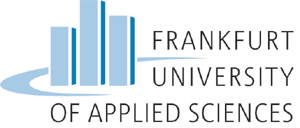 FRANKFURT
UNIVERSITY
OF APPLIED SCIENCES